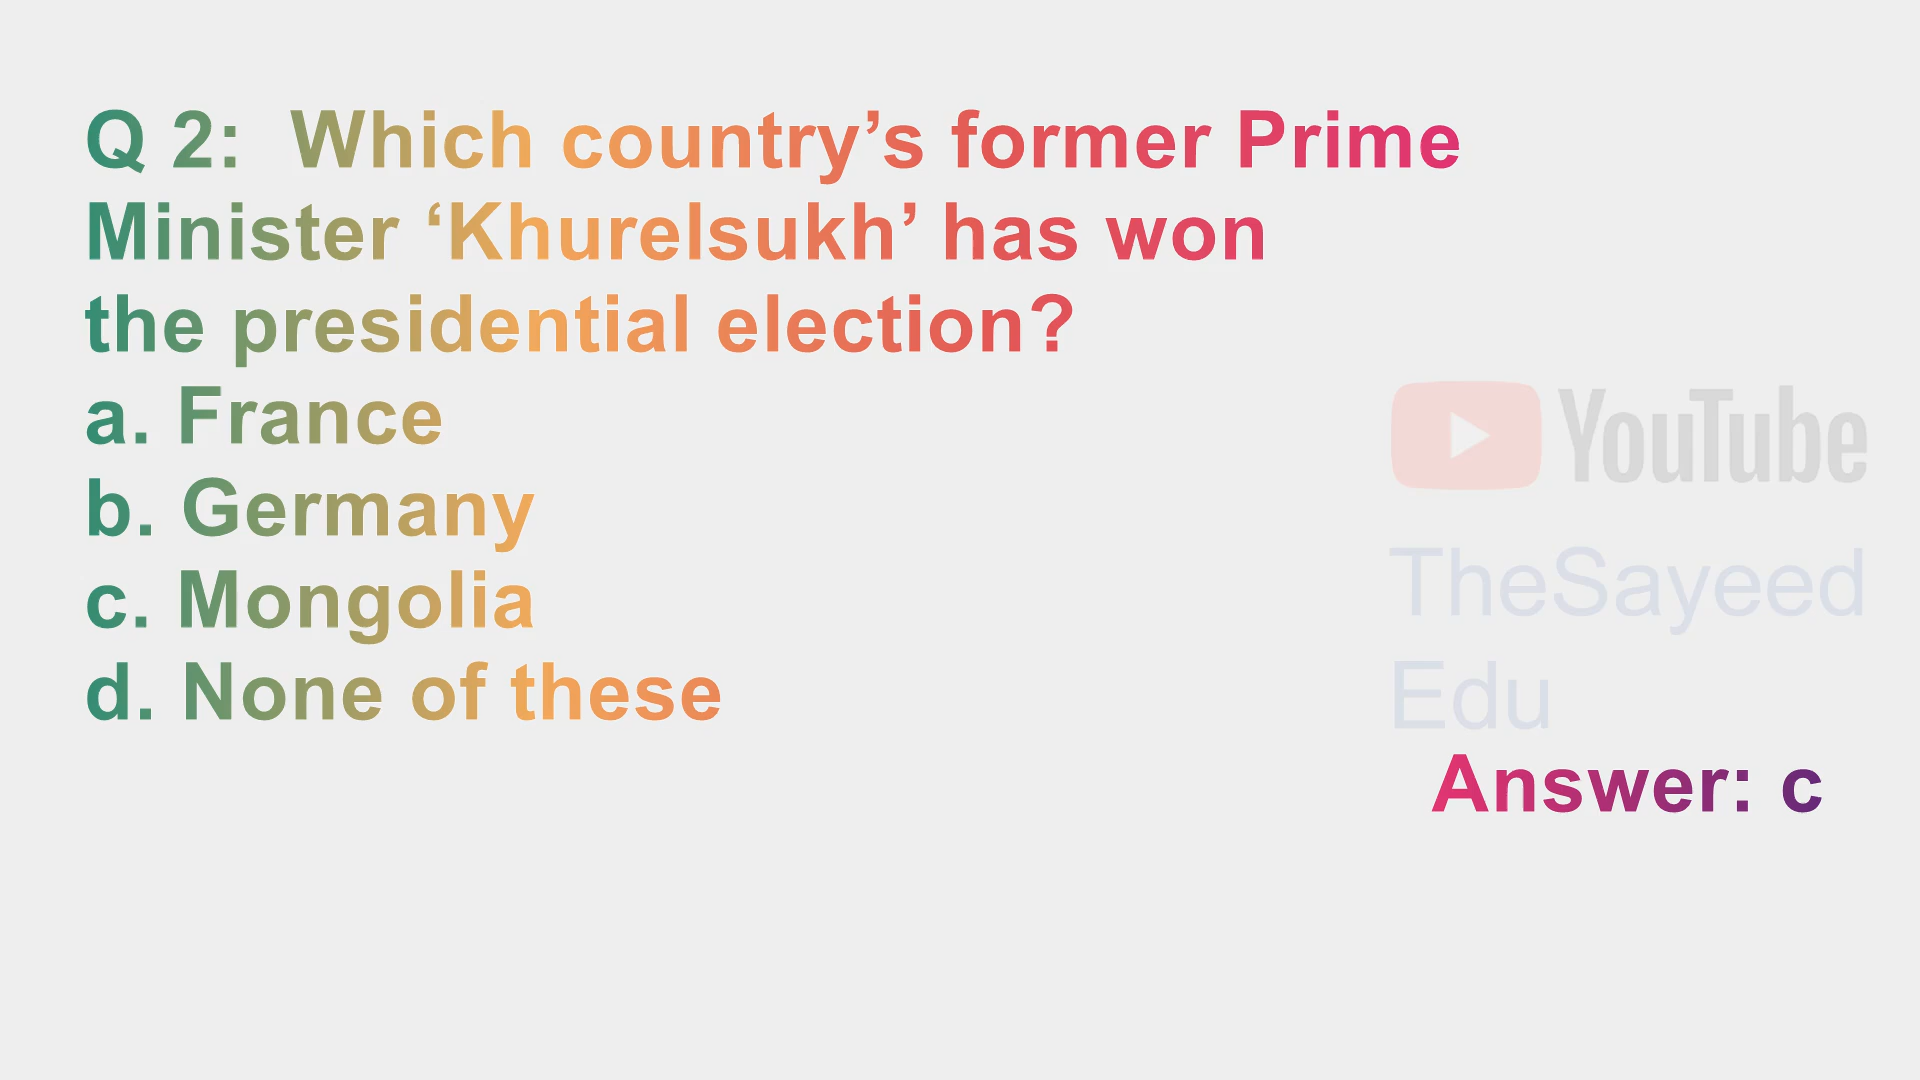 Q 2:  Which country’s former Prime
Minister ‘Khurelsukh’ has won
the presidential election?
a. France
b. Germany
c. Mongolia
d. None of these
YouTube
TheSayeed
Edu
Answer: c